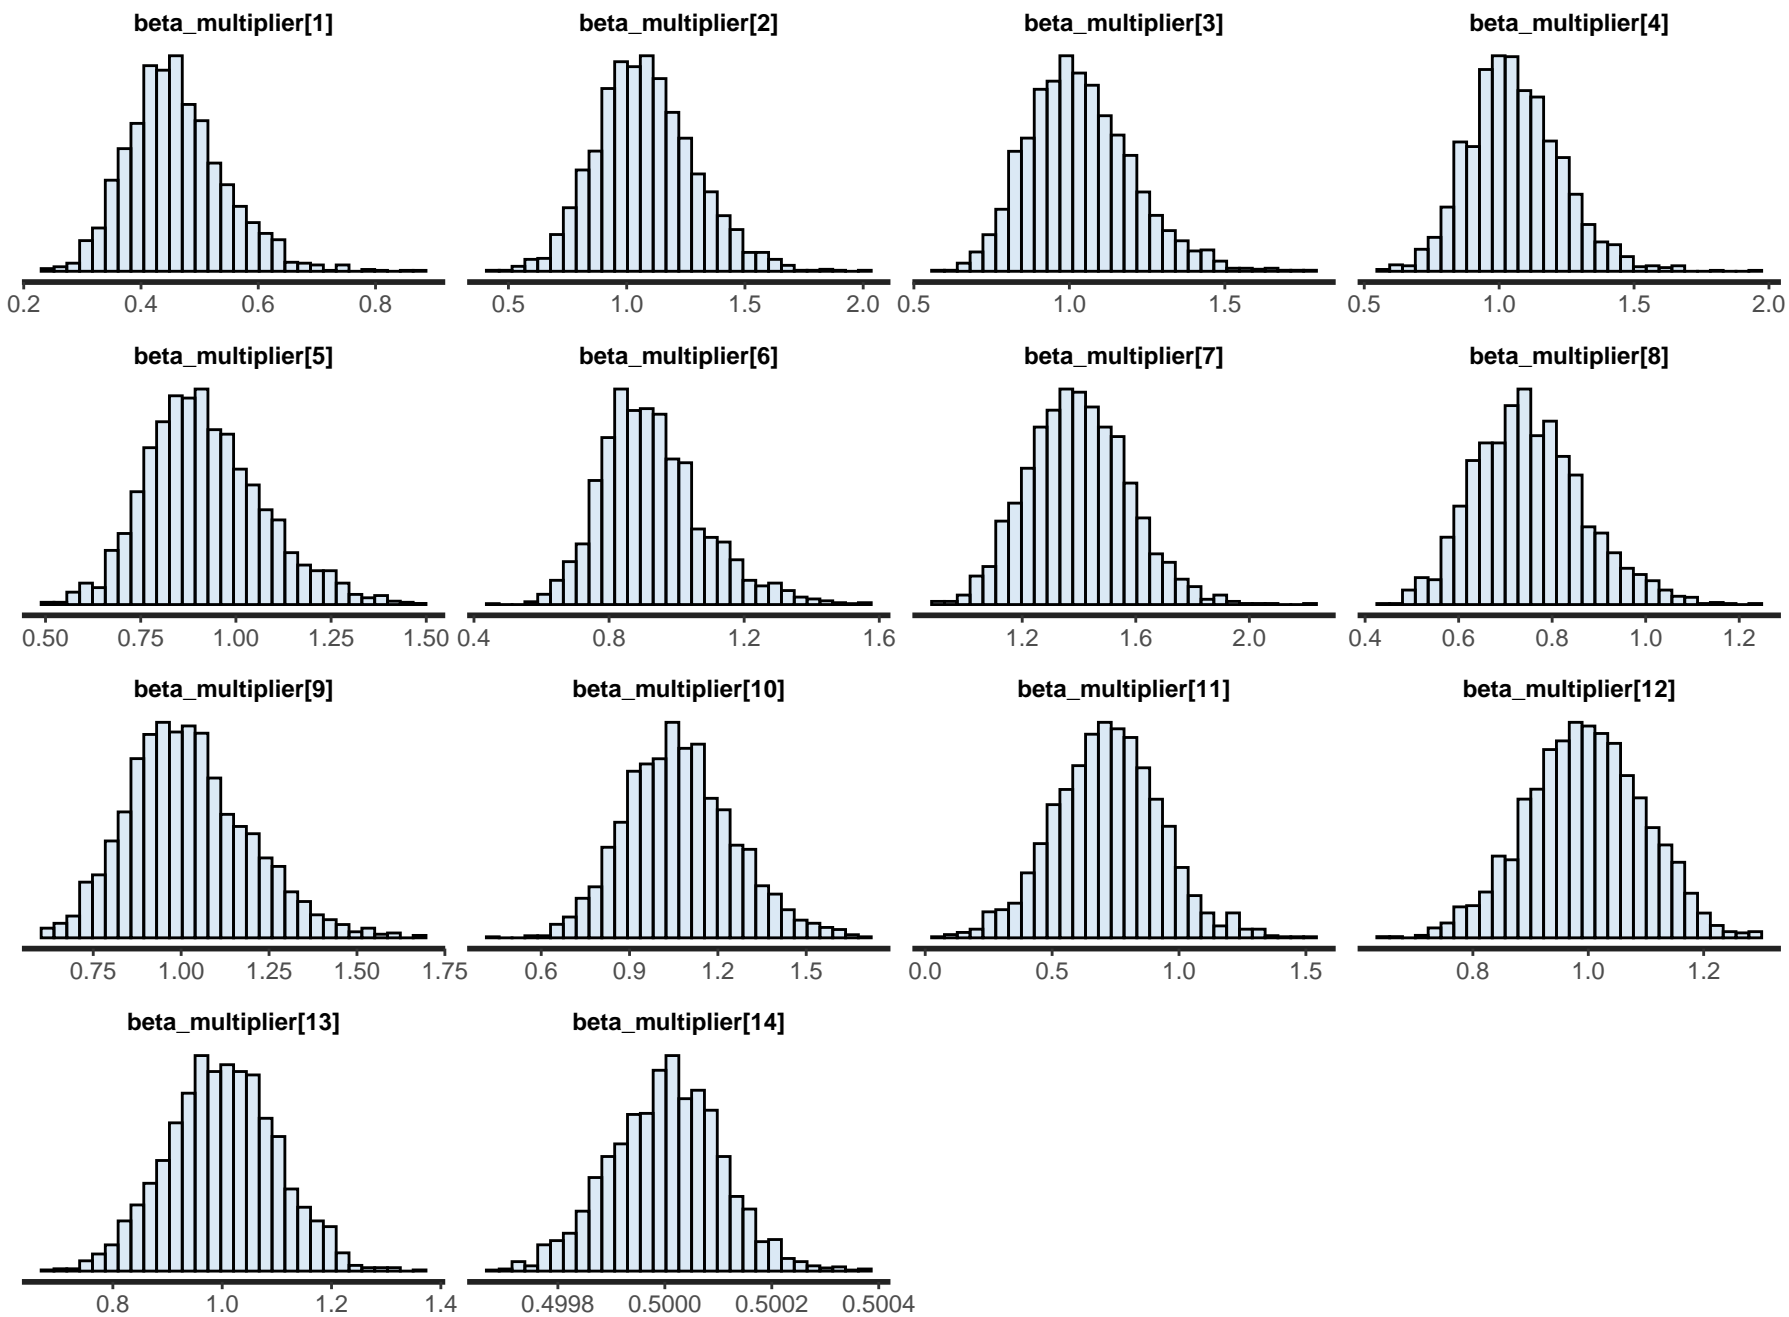 beta_multiplier[1] beta_multiplier[2] beta_multiplier[3] beta_multiplier[4]
0.2 0.4 0.6 0.8 0.5 1.0 1.5 2.0 0.5 1.0 1.5 0.5 1.0 1.5 2.0
beta_multiplier[5] beta_multiplier[6] beta_multiplier[7] beta_multiplier[8]
0.50 0.75 1.00 1.25 1.50 0.4 0.8 1.2 1.6 1.2 1.6 2.0 0.4 0.6 0.8 1.0 1.2
beta_multiplier[9] beta_multiplier[10] beta_multiplier[11] beta_multiplier[12]
0.75 1.00 1.25 1.50 1.75 0.6 0.9 1.2 1.5 0.0 0.5 1.0 1.5 0.8 1.0 1.2
beta_multiplier[13] beta_multiplier[14]
0.8 1.0 1.2 1.4 0.4998 0.5000 0.5002 0.5004